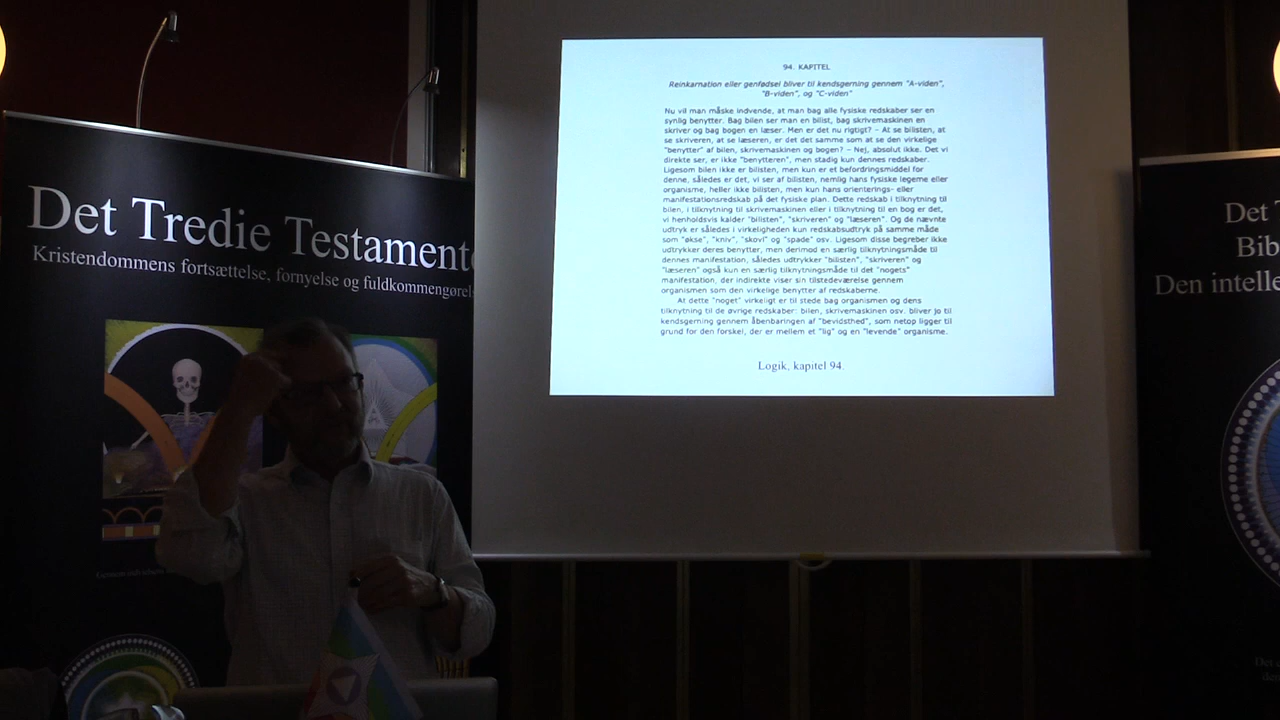 Det Tredie Testamente
Kristendommens fortsættelse, fornyelse og fuldkommengørelse
94. KAPITEL
Reinkarnation eller genfødsel bliver til kendsgerning gennem "A-viden",
"B-viden", og "C-viden"
Nu vil man måske indvende, at man bag alle fysiske redskaber ser en
synlig benytter. Bag bilen ser man en bilist, bag skrivemaskinen en
skriver og bag bogen en læser. Men er det nu rigtigt? – At se bilisten, at
se skriveren, at se læseren, er det det samme som at se den virkelige
"benytter" af bilen, skrivemaskinen og bogen? – Nej, absolut ikke. Det vi
direkte ser, er ikke "benytteren", men stadig kun dennes redskaber.
Ligesom bilen ikke er bilisten, men kun er et befordringsmiddel for
denne, således er det, vi ser af bilisten, nemlig hans fysiske legeme eller
organisme, heller ikke bilisten, men kun hans orienterings- eller
manifestationsredskab på det fysiske plan. Dette redskab i tilknytning til
bilen, i tilknytning til skrivemaskinen eller i tilknytning til en bog er det,
vi henholdsvis kalder "bilisten", "skriveren" og "læseren". Og de nævnte
udtryk er således i virkeligheden kun redskabsudtryk på samme måde
som "økse", "kniv", "skovl" og "spade" osv. Ligesom disse begreber ikke
udtrykker deres benytter, men derimod en særlig tilknytningsmåde til
dennes manifestation, således udtrykker "bilisten", "skriveren" og
"læseren" også kun en særlig tilknytningsmåde til det "nogets"
manifestation, der indirekte viser sin tilstedeværelse gennem
organismen som den virkelige benytter af redskaberne.
At dette "noget" virkeligt er til stede bag organismen og dens
tilknytning til de øvrige redskaber: bilen, skrivemaskinen osv. bliver jo til
kendsgerning gennem åbenbaringen af "bevidsthed", som netop ligger til
grund for den forskel, der er mellem et "lig" og en "levende" organisme.
Logik, kapitel 94.
Det
Bib
Den intelle